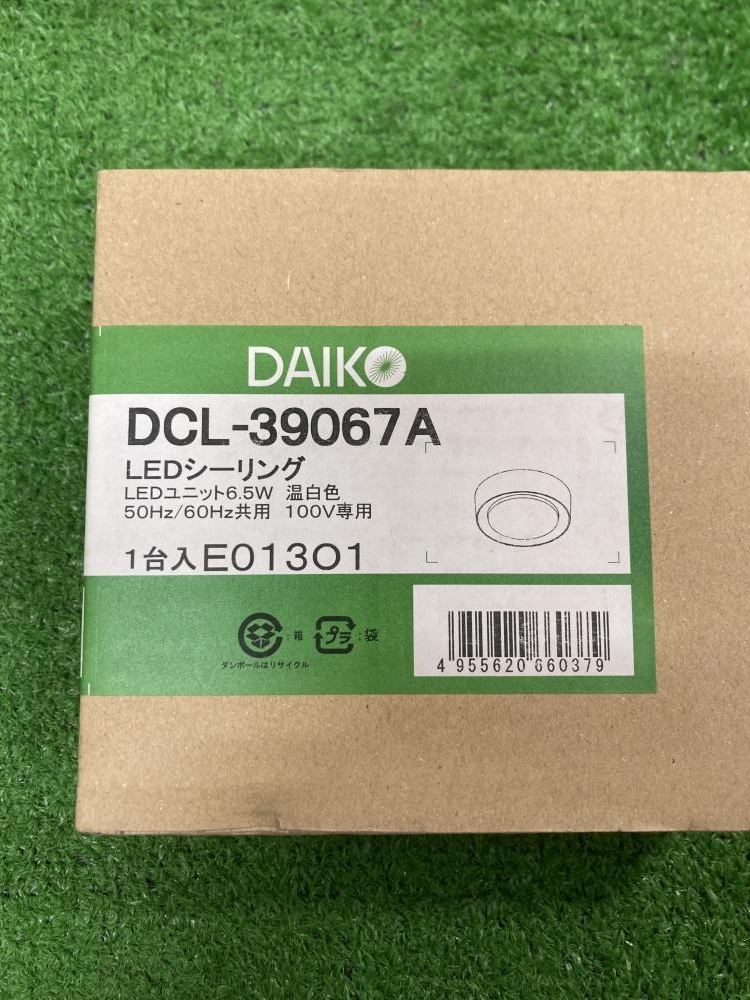 DAIKO
DCL-39067A
LEDシーリング
LEDユニット6.5W 温白色
50Hz/60Hz共用 100V専用
1台入E01301
:箱 プラ:袋
ダンボールはリサイクル
4 955620 660379